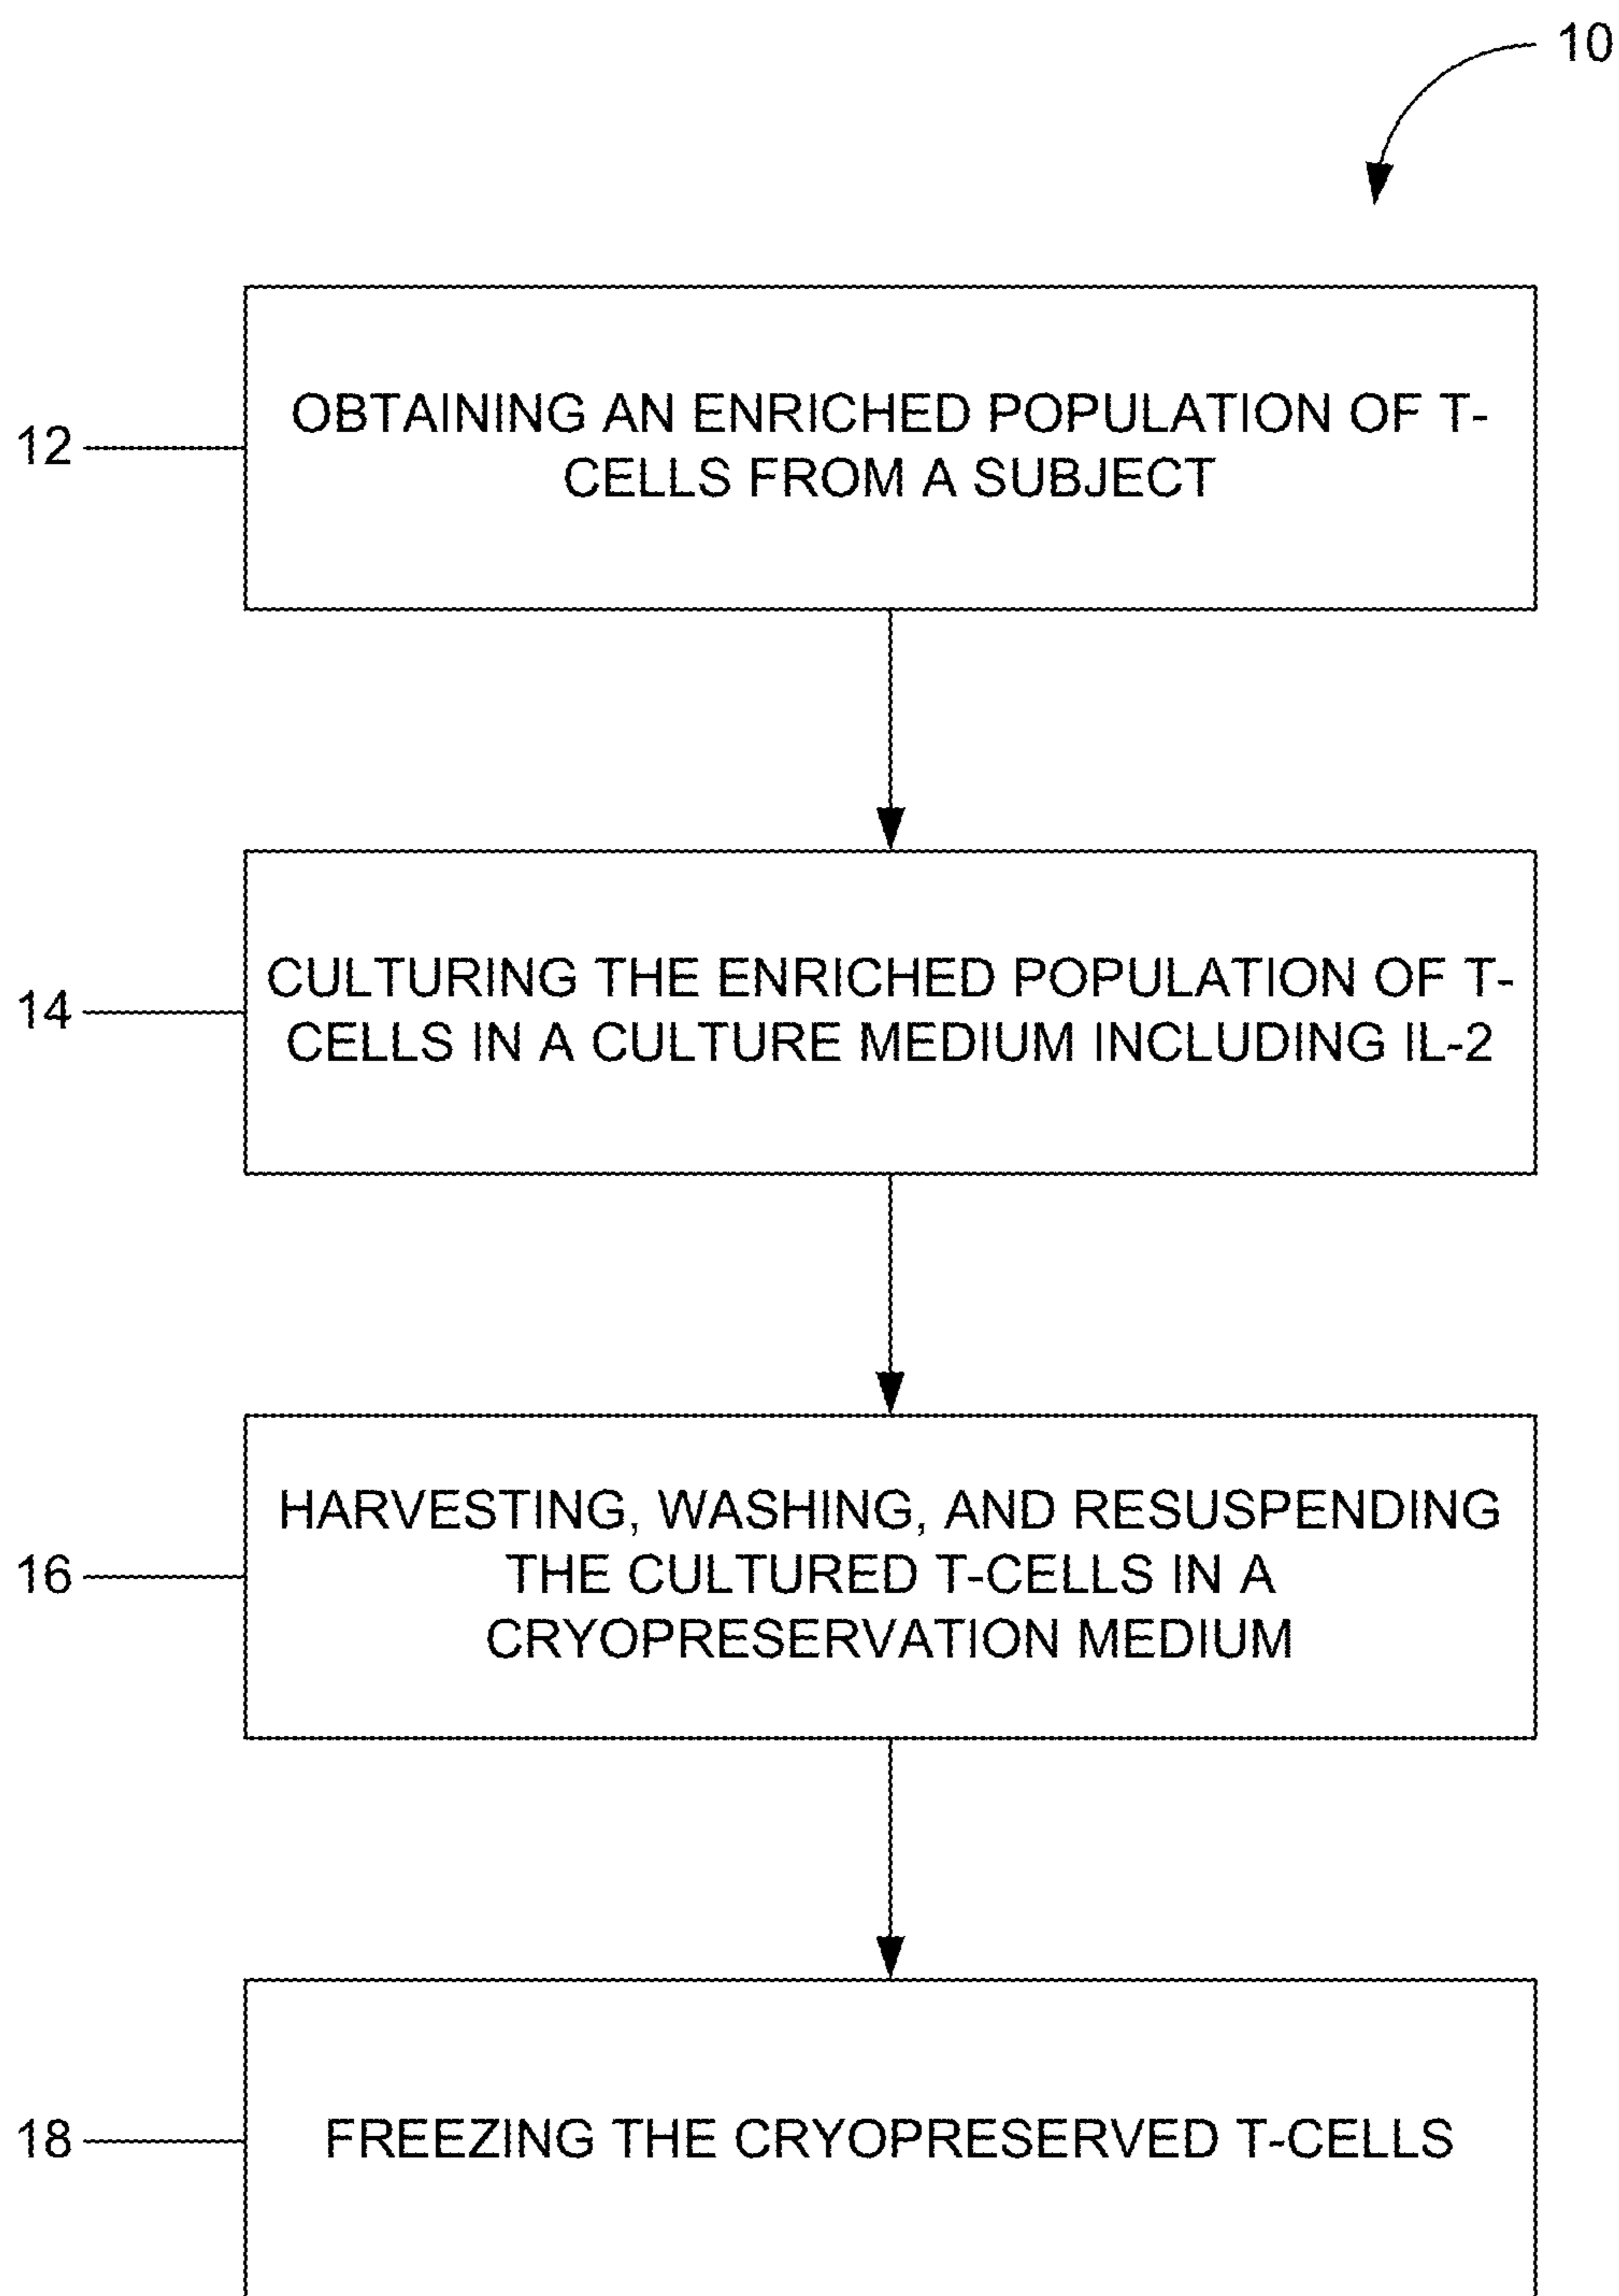 10
12
OBTAINING AN ENRICHED POPULATION OF T-
CELLS FROM A SUBJECT
14
CULTURING THE ENRICHED POPULATION OF T-
CELLS IN A CULTURE MEDIUM INCLUDING IL-2
16
HARVESTING, WASHING, AND RESUSPENDING
THE CULTURED T-CELLS IN A
CRYOPRESERVATION MEDIUM
18
FREEZING THE CRYOPRESERVED T-CELLS